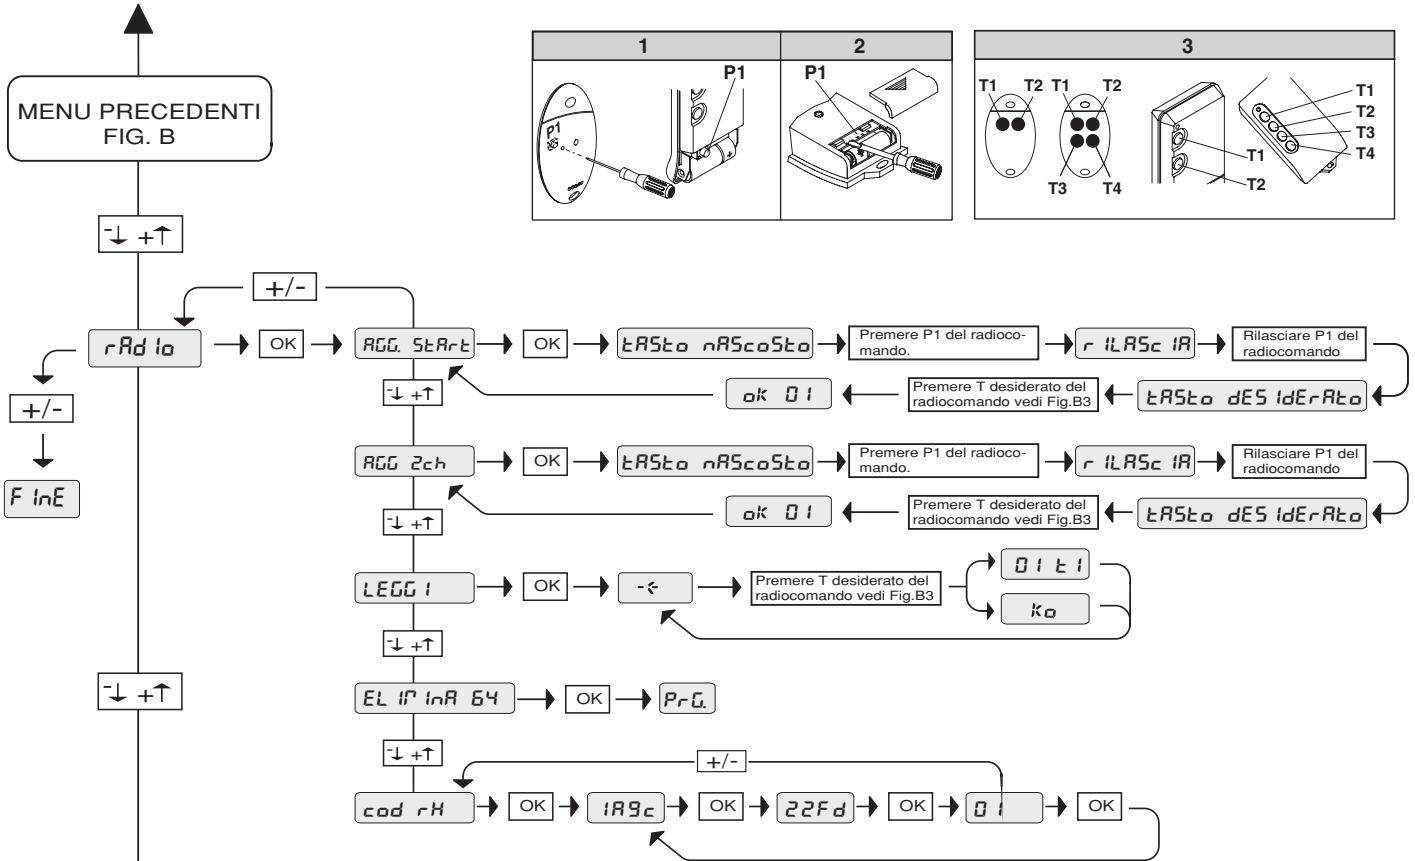 MENU PRECEDENTI
FIG. B
-↓ +↑
1
2
3
P1
P1
P1
T1 T2 T1 T2
T3 T4
T1
T2
T1
T2
T3
T4
+/-
rAdIo
OK
AGG. StArt
OK
tASto nAScoSto
Premere P1 del radioco-
mando.
rILAScIA
Rilasciare P1 del
radiocomando
+/-
FInE
-↓ +↑
oK 01
Premere T desiderato del
radiocomando vedi Fig.B3
tASto dESIdErAto
AGG 2ch
OK
tASto nAScoSto
Premere P1 del radioco-
mando.
rILAScIA
Rilasciare P1 del
radiocomando
-↓ +↑
oK 01
Premere T desiderato del
radiocomando vedi Fig.B3
tASto dESIdErAto
LEGGI
OK
-<-
Premere T desiderato del
radiocomando vedi Fig.B3
01 t1
Ko
-↓ +↑
-↓ +↑
ELIMInA 64
OK
PrG.
-↓ +↑
+/-
cod rX
OK
1A9c
OK
22Fd
OK
01
OK